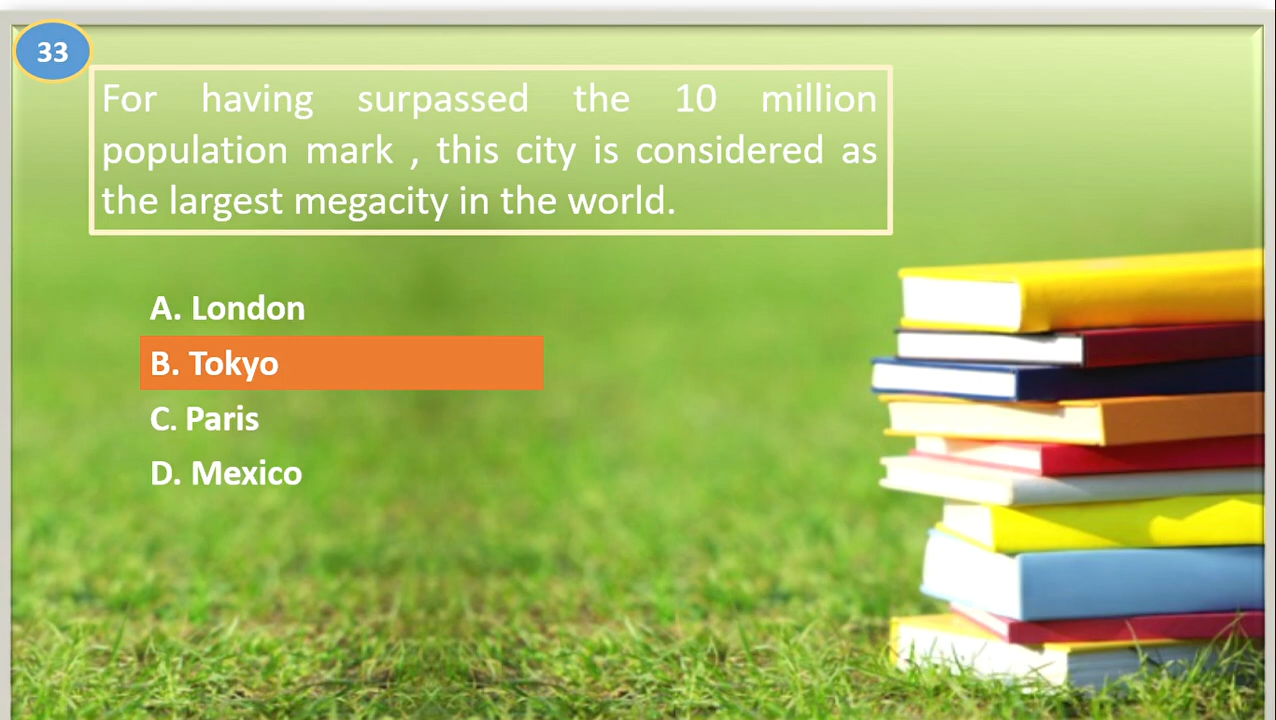 33
For having surpassed the 10 million
population mark , this city is considered as
the largest megacity in the world.
A. London
B. Tokyo
C. Paris
D. Mexico